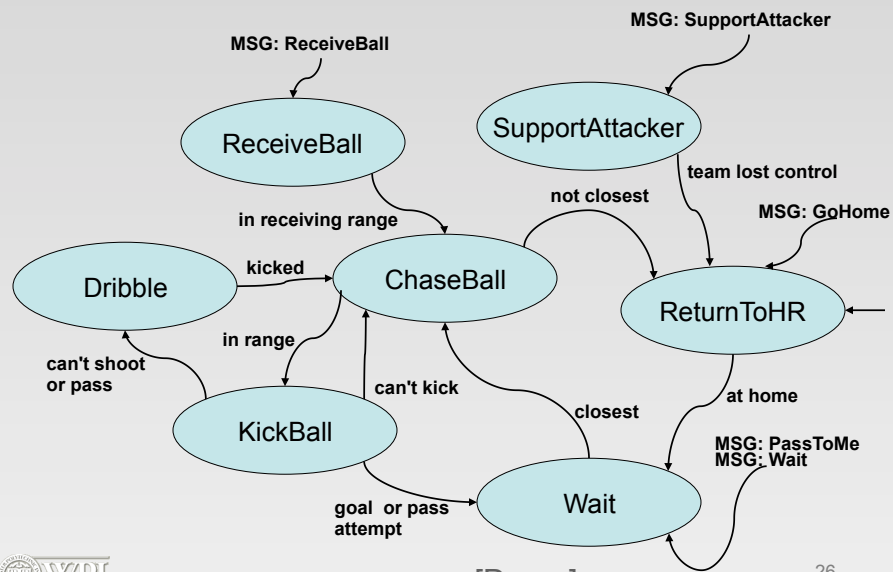 MSG: SupportAttacker
MSG: ReceiveBall
SupportAttacker
ReceiveBall
team lost control
not closest
MSG: GoHome
in receiving range
kicked
ChaseBall
Dribble
ReturnToHR
in range
can't shoot
or pass
can't kick
at home
closest
KickBall
MSG: PassToMe
MSG: Wait
Wait
goal or pass
attempt
26